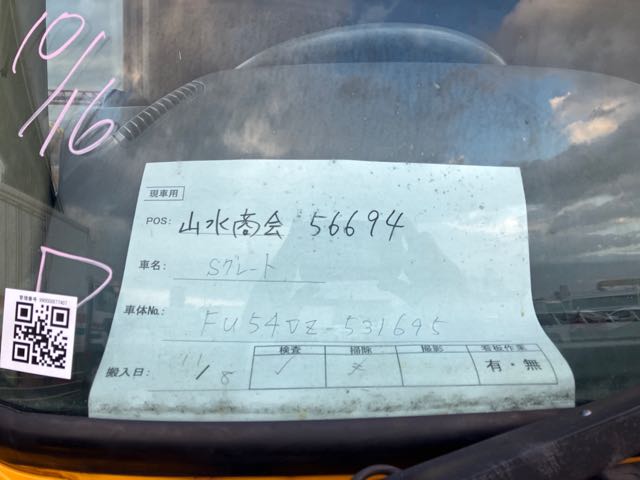 10/16
D
現車用
POS: 山水商会 56694
車名 Sグレート
車体No. FU54VZ-531695
検査 掃除 撮影 看板作業
搬入日: 11/8 ✓ 有・無